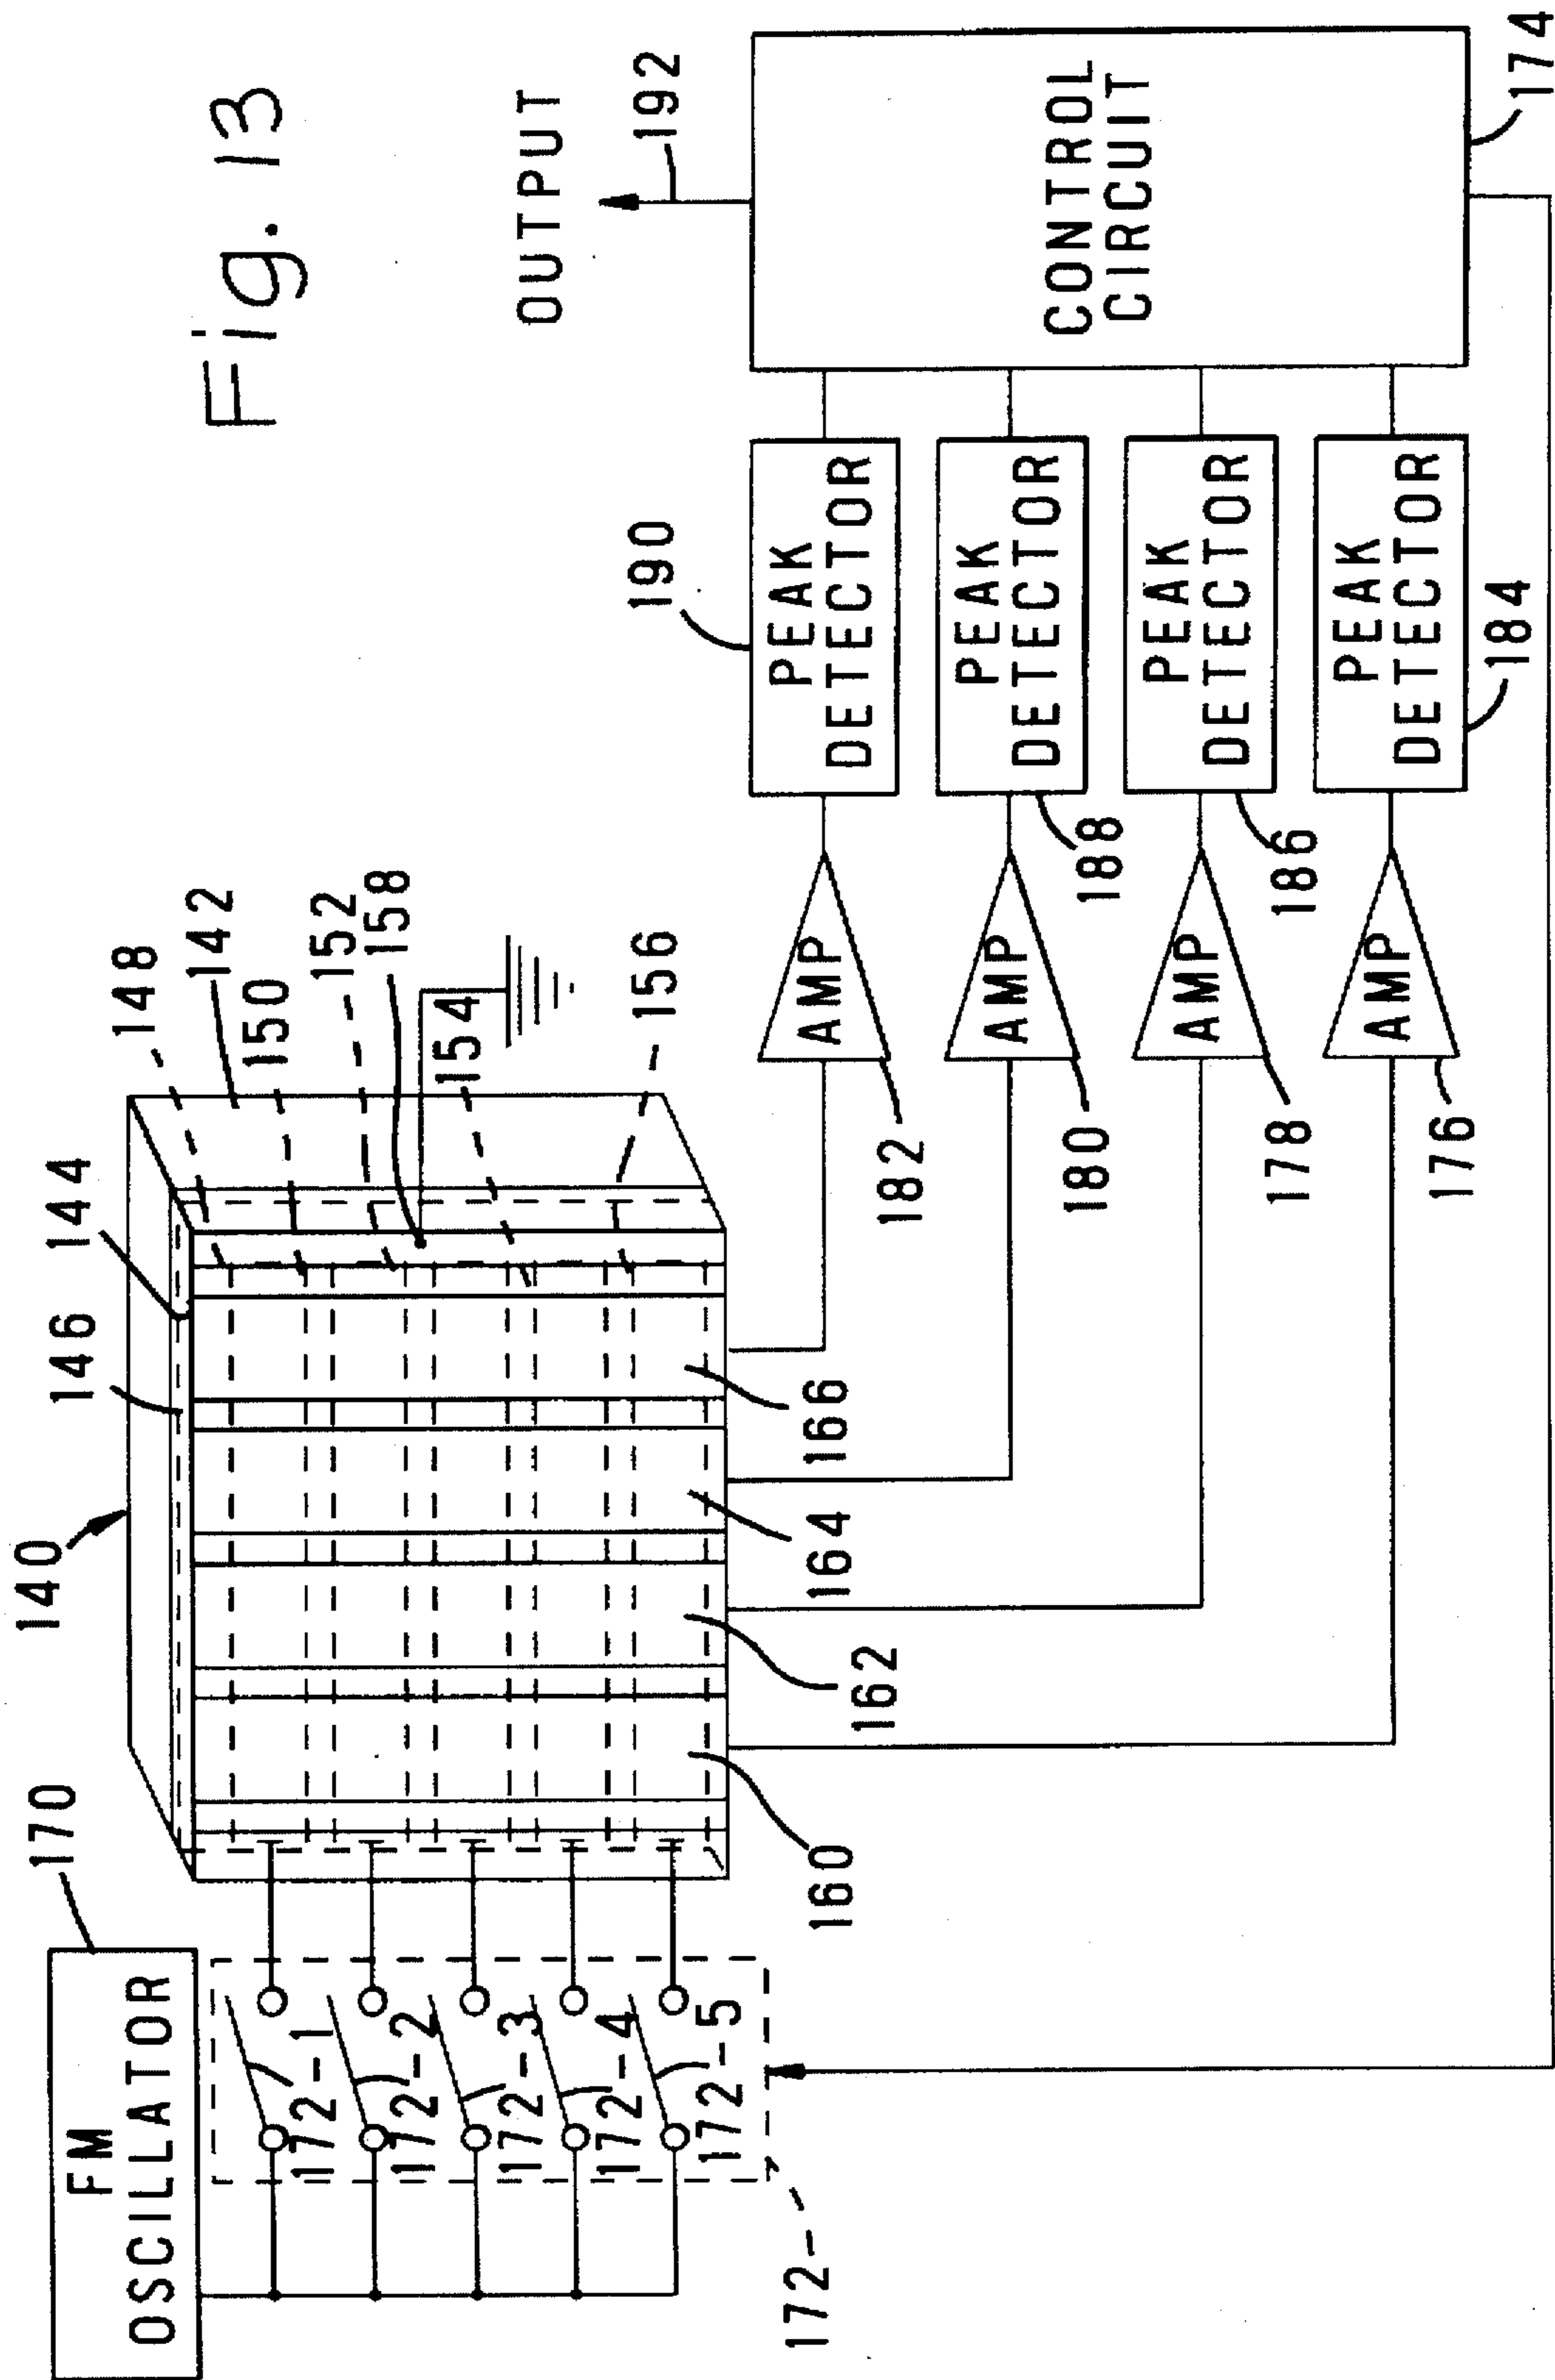 Fig. 13
FM
OSCILLATOR
170
140
146
144
148
142
150
152
158
154
156
172-1
172-2
172-3
172-4
172-5
172
160
162
164
166
OUTPUT
192
182
180
178
176
AMP
AMP
AMP
AMP
190
188
186
184
PEAK
DETECTOR
PEAK
DETECTOR
PEAK
DETECTOR
PEAK
DETECTOR
CONTROL
CIRCUIT
174